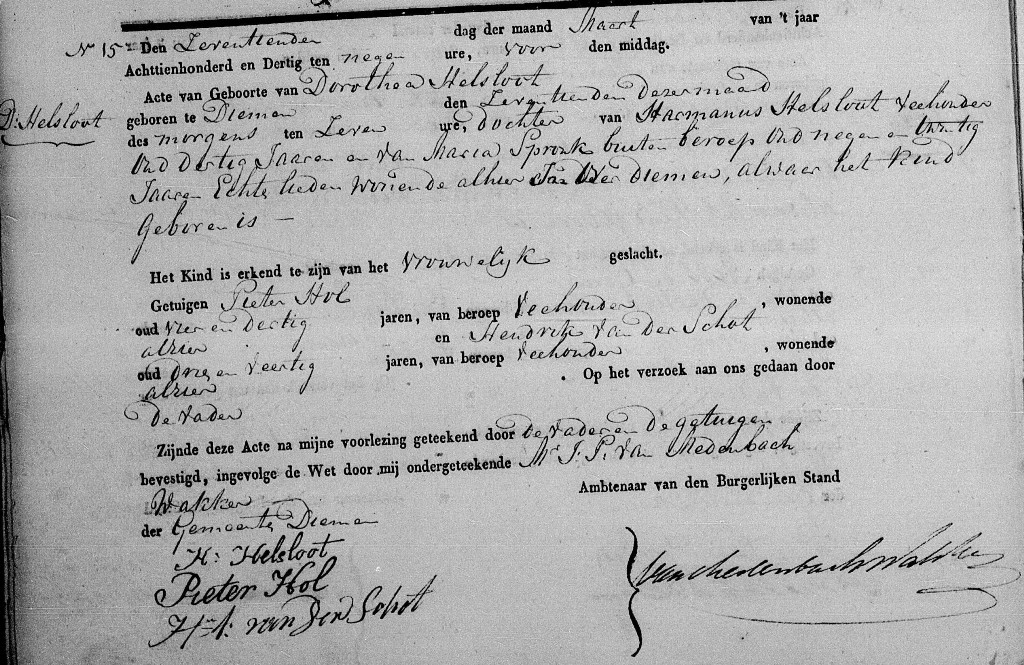 No 15 Den Zeventienden dag der maand Maart van 't jaar
Achttienhonderd en Dertig ten negen ure, voor den middag.
Acte van Geboorte van Dorothea Helsloot
D: Helsloot
geboren te Diemen den Zeventienden dezer maand
des morgens ten Zeven ure, dochter van Harmanus Helsloot Veehouder
Oud Dertig Jaaren en van Maria Spronk buiten beroep Oud negen en twintig
Jaaren Echte lieden wonende alhier Diemen, alwaar het Kind
Geboren is —
Het Kind is erkend te zijn van het Vrouwelijk geslacht.
Getuigen Pieter Hol
oud vier en dertig jaren, van beroep Veehouder , wonende
alhier en Hendrik van der Schot
oud Drie en Veertig jaren, van beroep Veehouder , wonende
alhier . Op het verzoek aan ons gedaan door
de Vader
Zijnde deze Acte na mijne voorlezing geteekend door de Vader en de getuigen
bevestigd, ingevolge de Wet door mij ondergeteekende Mr J. P. van Medenbach
Wakker Ambtenaar van den Burgerlijken Stand
der Gemeente Diemen
H: Helsloot
Pieter Hol
van der Schot
van Medenbach Wakker